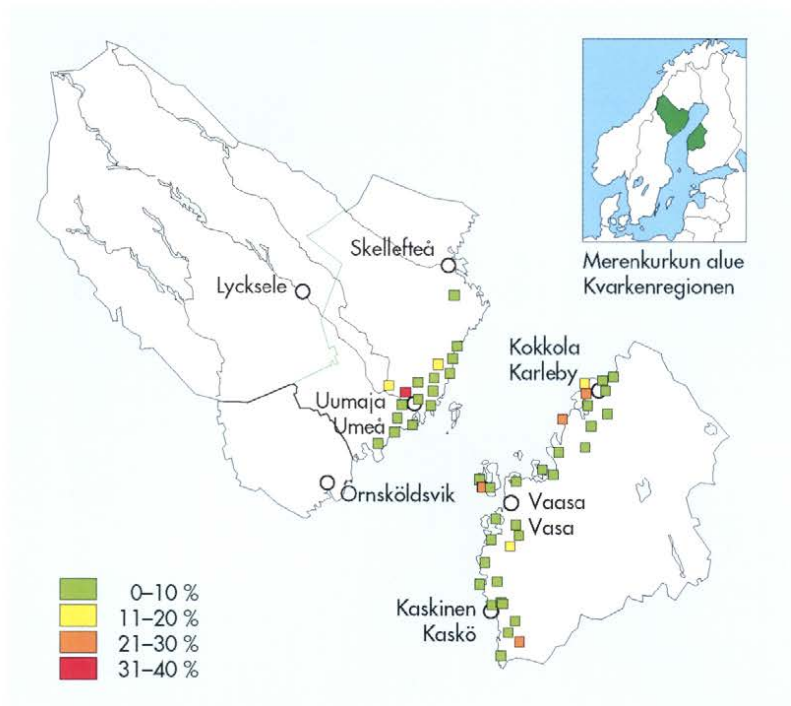 Merenkurkun alue
Kvarkenregionen
Skellefteå
Lycksele
Kokkola
Karleby
Uumaja
Umeå
Örnsköldsvik
Vaasa
Vasa
Kaskinen
Kaskö
0–10 %
11–20 %
21–30 %
31–40 %